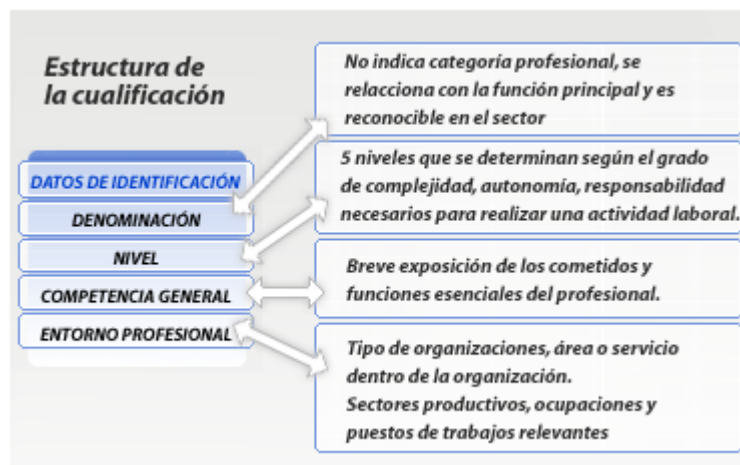 Estructura de
la cualificación
DATOS DE IDENTIFICACIÓN
DENOMINACIÓN
NIVEL
COMPETENCIA GENERAL
ENTORNO PROFESIONAL
No indica categoría profesional, se
relacciona con la función principal y es
reconocible en el sector
5 niveles que se determinan según el grado
de complejidad, autonomía, responsabilidad
necesarios para realizar una actividad laboral.
Breve exposición de los cometidos y
funciones esenciales del profesional.
Tipo de organizaciones, área o servicio
dentro de la organización.
Sectores productivos, ocupaciones y
puestos de trabajos relevantes